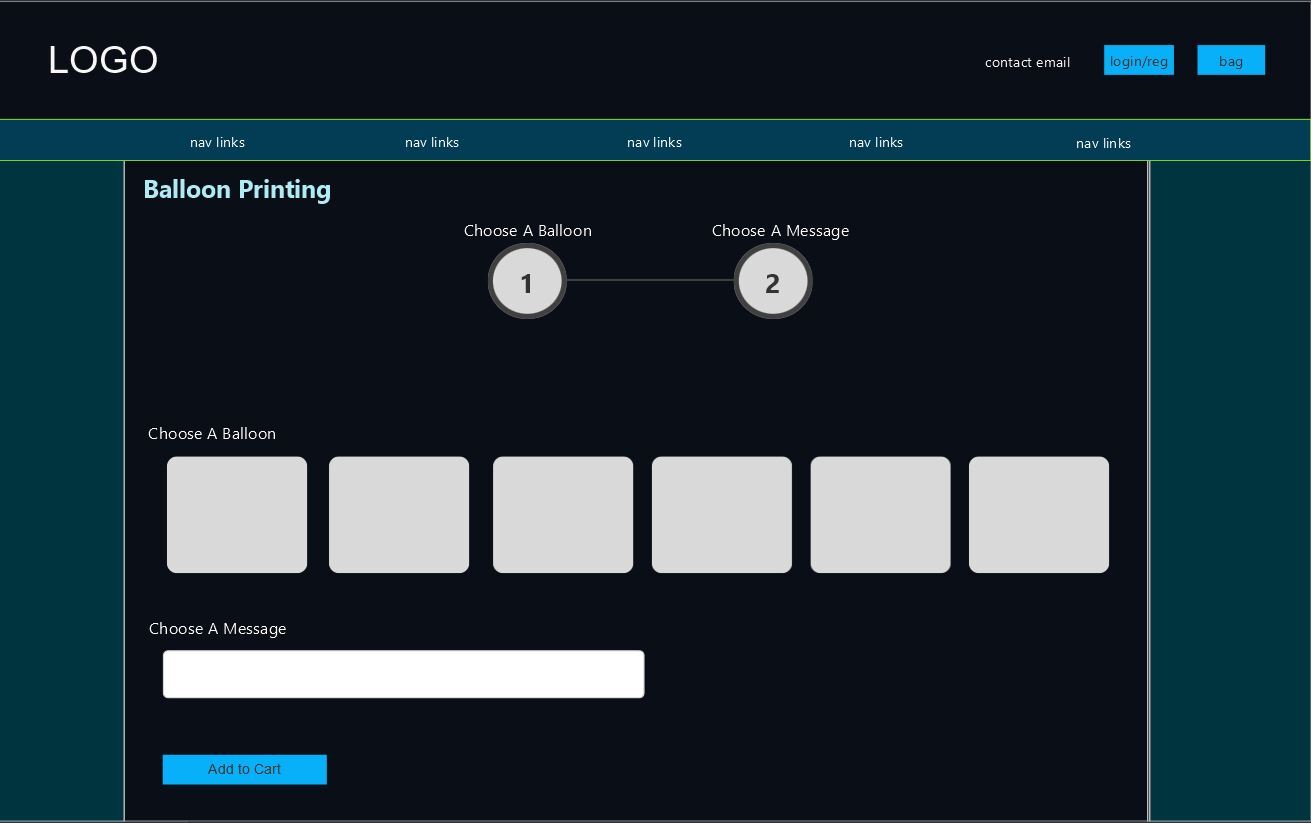 LOGO
contact email
login/reg
bag
nav links
nav links
nav links
nav links
nav links
Balloon Printing
Choose A Balloon
Choose A Message
1
2
Choose A Balloon
Choose A Message
Add to Cart